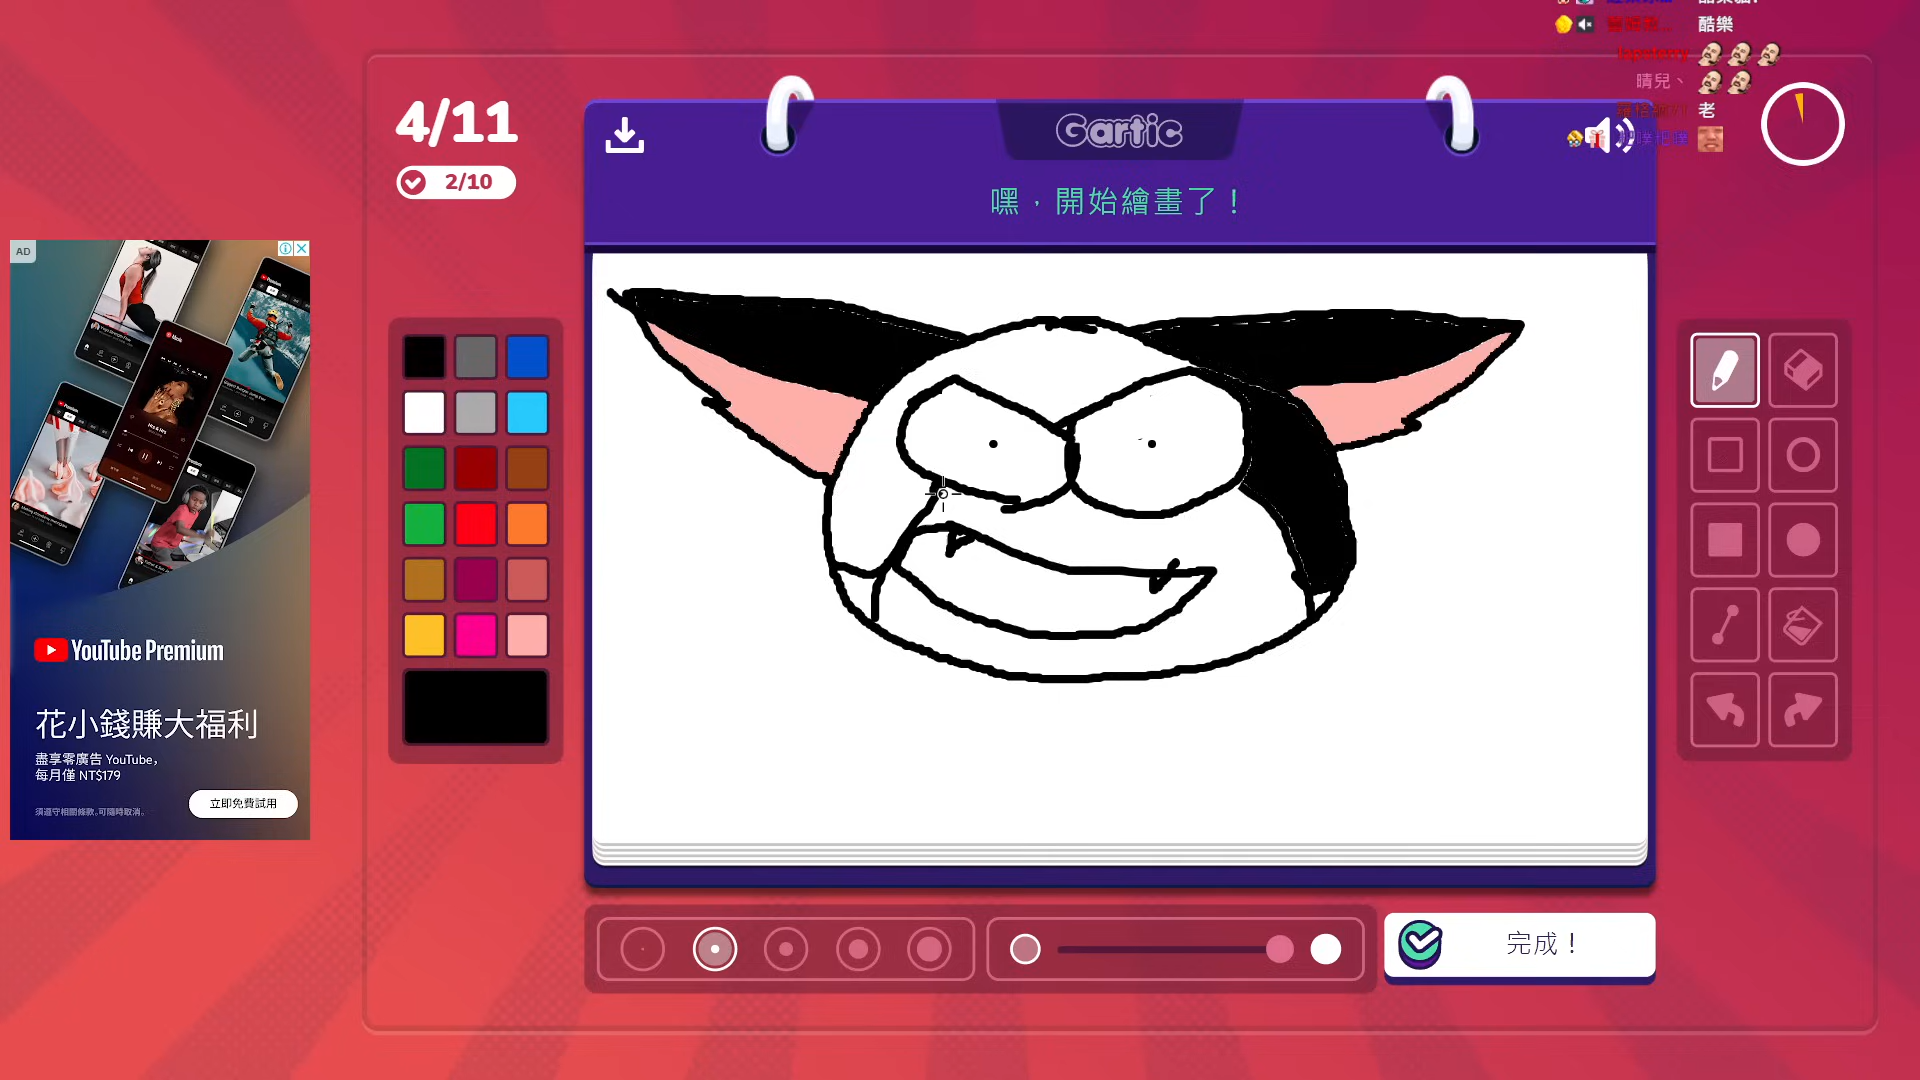 酷樂
lapsterry
晴兒、
老
4/11
2/10
Gartic
嘿，開始繪畫了！
AD
YouTube Premium
花小錢賺大福利
盡享零廣告 YouTube，
每月僅 NT$179
立即免費試用
須遵守相關條款。可隨時取消。
完成！